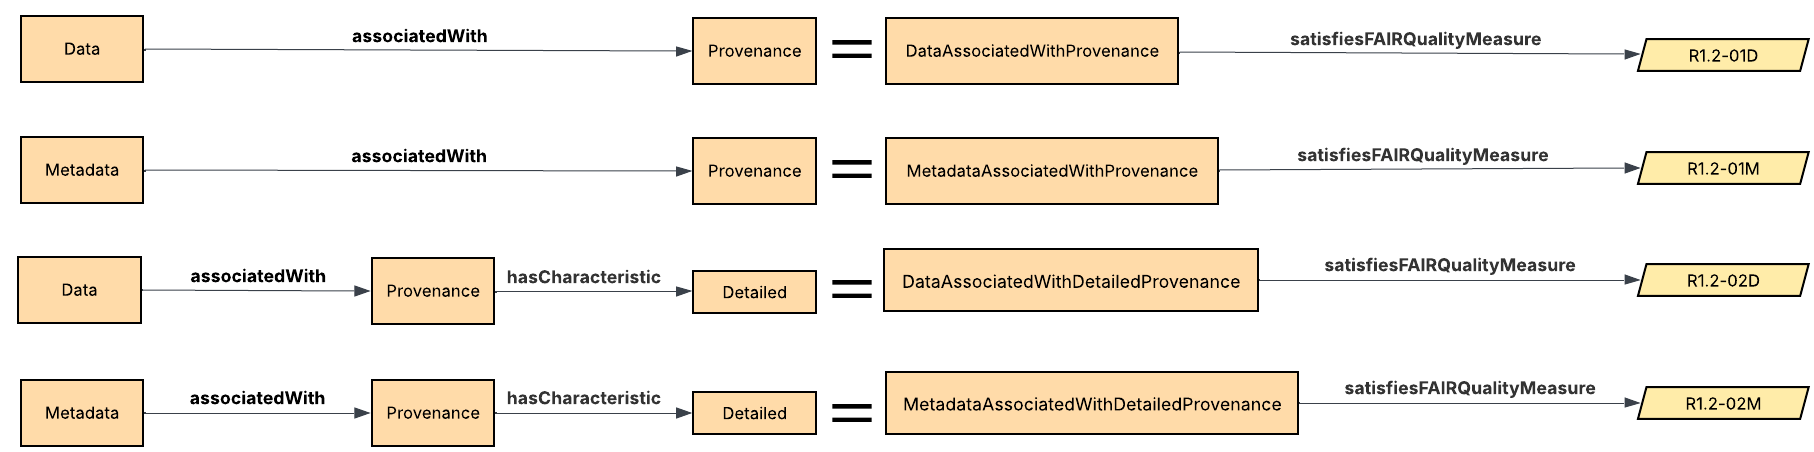 Data associatedWith Provenance = DataAssociatedWithProvenance satisfiesFAIRQualityMeasure R1.2-01D
Metadata associatedWith Provenance = MetadataAssociatedWithProvenance satisfiesFAIRQualityMeasure R1.2-01M
Data associatedWith Provenance hasCharacteristic Detailed = DataAssociatedWithDetailedProvenance satisfiesFAIRQualityMeasure R1.2-02D
Metadata associatedWith Provenance hasCharacteristic Detailed = MetadataAssociatedWithDetailedProvenance satisfiesFAIRQualityMeasure R1.2-02M